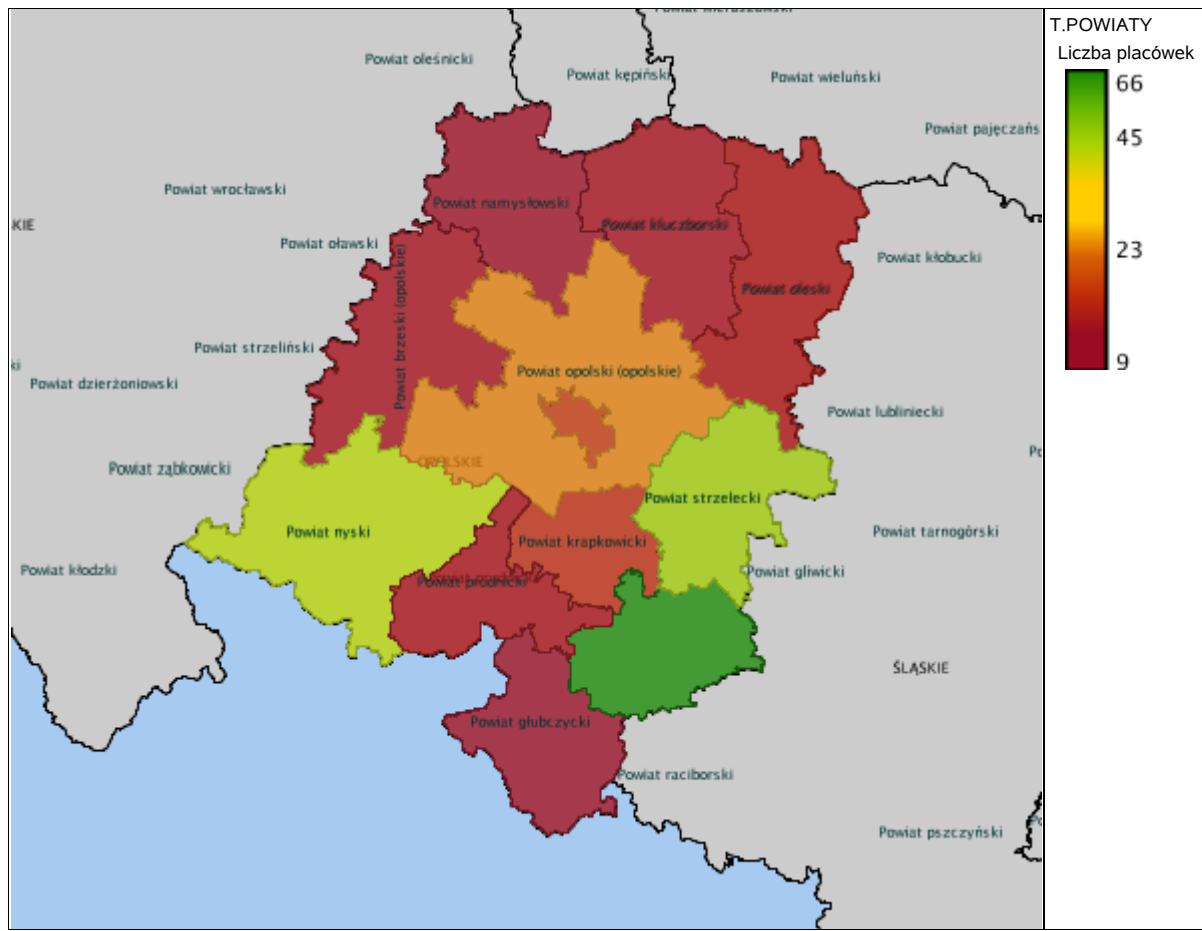 T.POWIATY
Liczba placówek
66
45
23
9
Powiat oleśnicki
Powiat kępiński
Powiat wieluński
Powiat pajęczańs
Powiat wrocławski
Powiat namysłowski
KIE
Powiat kluczborski
Powiat oławski
Powiat brzeski (opolskie)
Powiat kłobucki
Powiat oleski
Powiat strzeliński
ki
Powiat opolski (opolskie)
Powiat dzierżoniowski
Powiat lubliniecki
Powiat ząbkowicki
OPOLSKIE
Powiat strzelecki
Powiat nyski
Powiat krapkowicki
Powiat tarnogórski
Powiat kłodzki
Powiat prudnicki
Powiat gliwicki
ŚLĄSKIE
Powiat głubczycki
Powiat raciborski
Powiat pszczyński